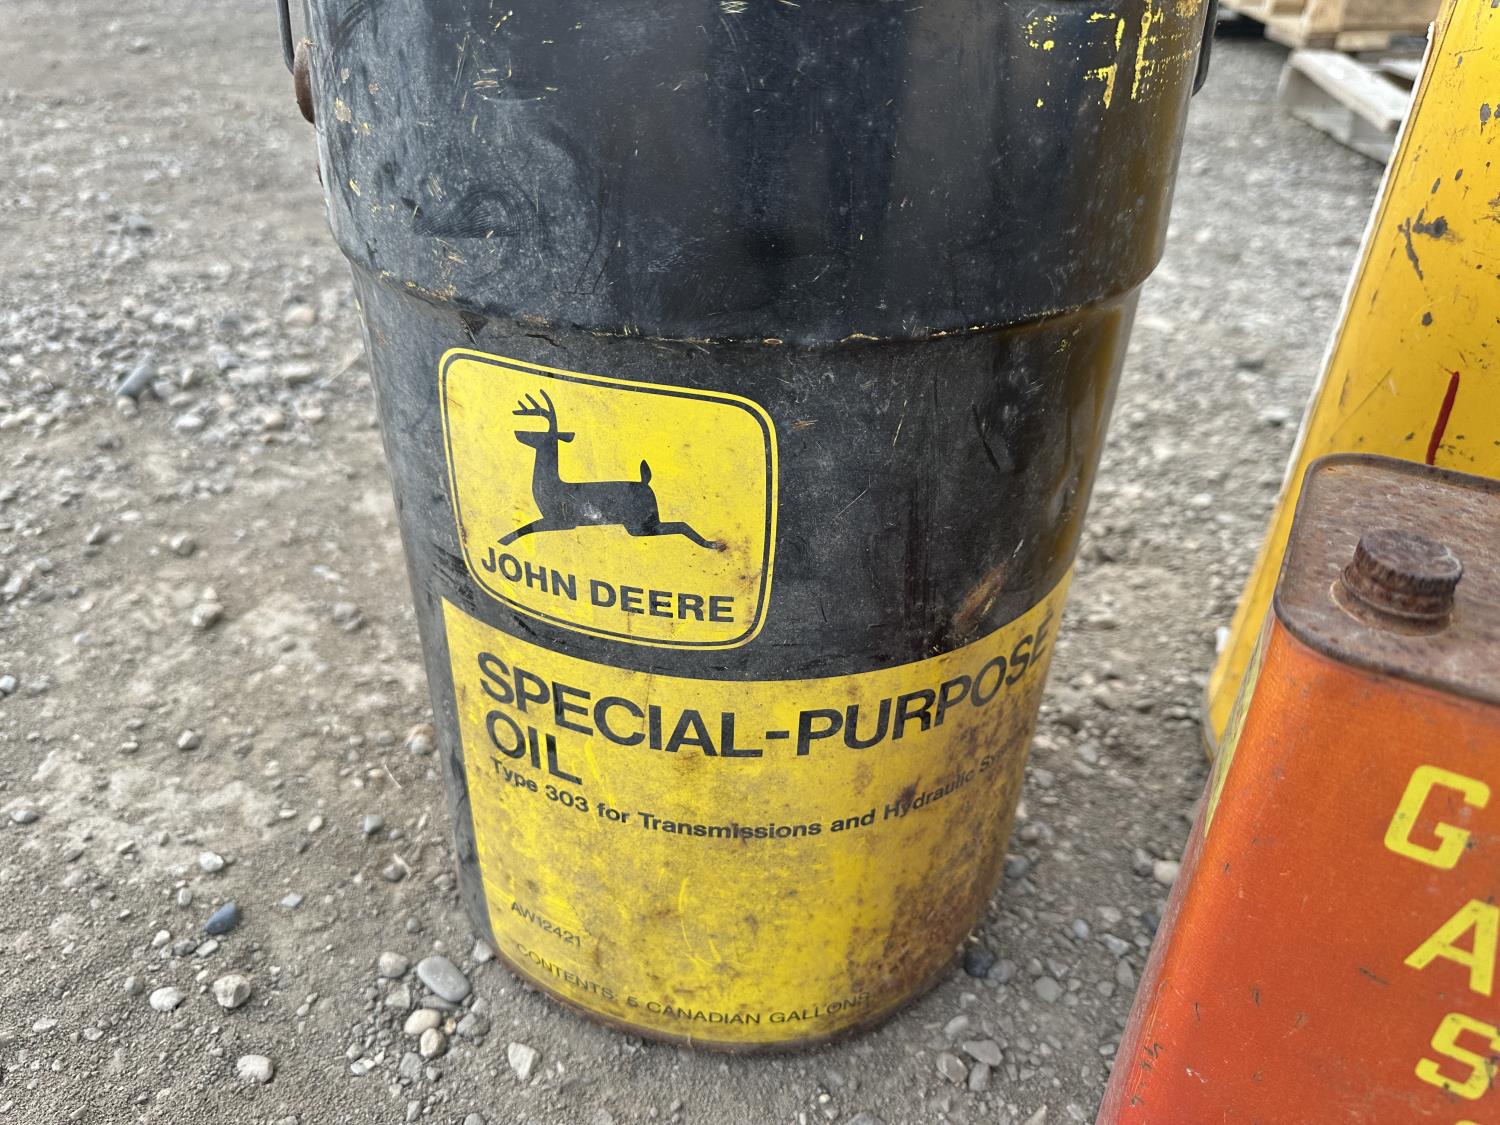 JOHN DEERE
SPECIAL-PURPOSE
OIL
Type 303 for Transmissions and Hydraulic
AW12421
CONTENTS: 5 CANADIAN GALLONS
G
A
S